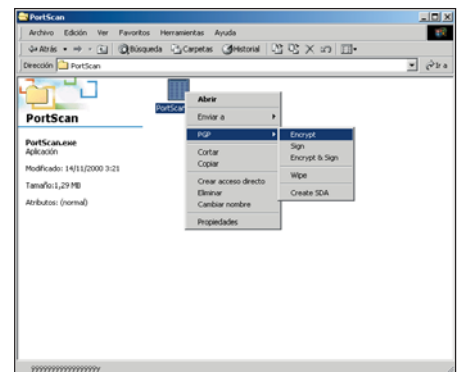 PortScan
Archivo Edición Ver Favoritos Herramientas Ayuda
Atrás Búsqueda Carpetas Historial
Dirección PortScan Ir a
PortScan
PortScan.exe
Aplicación
Modificado: 14/11/2000 3:21
Tamaño:1,29 MB
Atributos: (normal)
PortScan
Abrir
Enviar a
PGP
Cortar
Copiar
Crear acceso directo
Eliminar
Cambiar nombre
Propiedades
Encrypt
Sign
Encrypt & Sign
Wipe
Create SDA